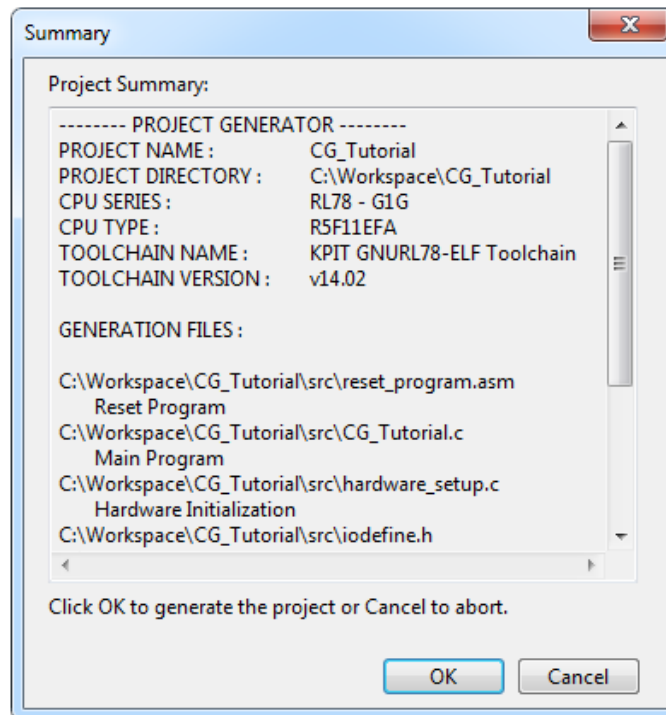 Summary
Project Summary:
-------- PROJECT GENERATOR --------
PROJECT NAME : CG_Tutorial
PROJECT DIRECTORY : C:\Workspace\CG_Tutorial
CPU SERIES : RL78 - G1G
CPU TYPE : R5F11EFA
TOOLCHAIN NAME : KPIT GNURL78-ELF Toolchain
TOOLCHAIN VERSION : v14.02
GENERATION FILES :
C:\Workspace\CG_Tutorial\src\reset_program.asm
Reset Program
C:\Workspace\CG_Tutorial\src\CG_Tutorial.c
Main Program
C:\Workspace\CG_Tutorial\src\hardware_setup.c
Hardware Initialization
C:\Workspace\CG_Tutorial\src\iodefine.h
Click OK to generate the project or Cancel to abort.
OK
Cancel